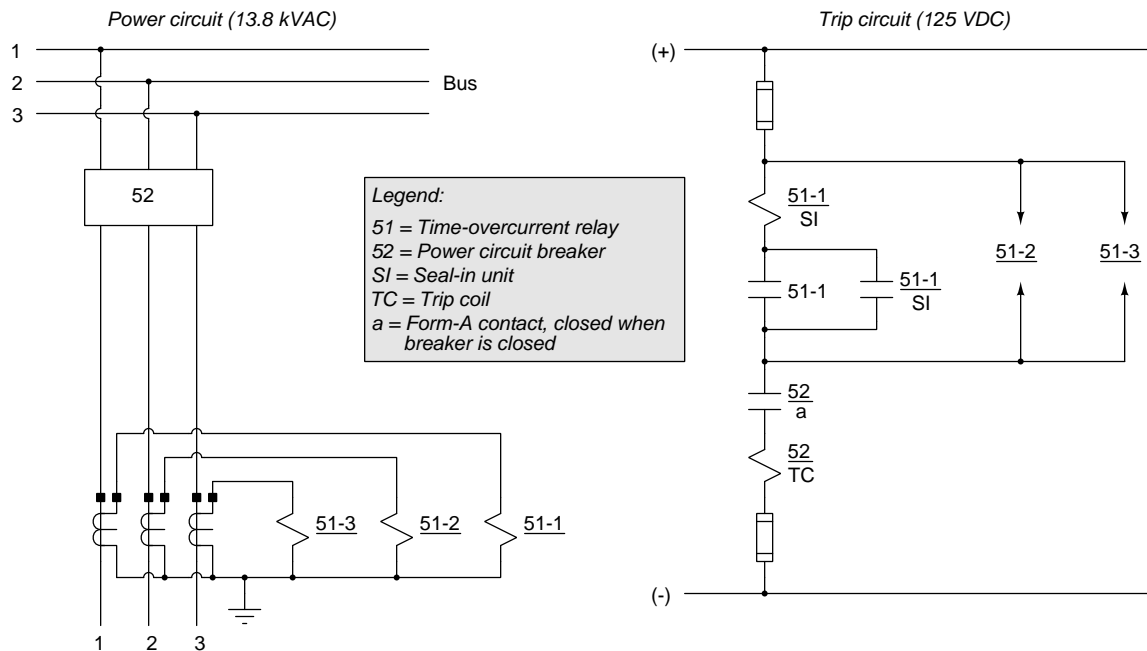 Power circuit (13.8 kVAC)
1
2
Bus
3
52
Legend:
51 = Time-overcurrent relay
52 = Power circuit breaker
SI = Seal-in unit
TC = Trip coil
a = Form-A contact, closed when
breaker is closed
51-3
51-2
51-1
1
2
3
Trip circuit (125 VDC)
(+)
51-1
SI
51-1
51-1
SI
51-2
51-3
52
a
52
TC
(-)